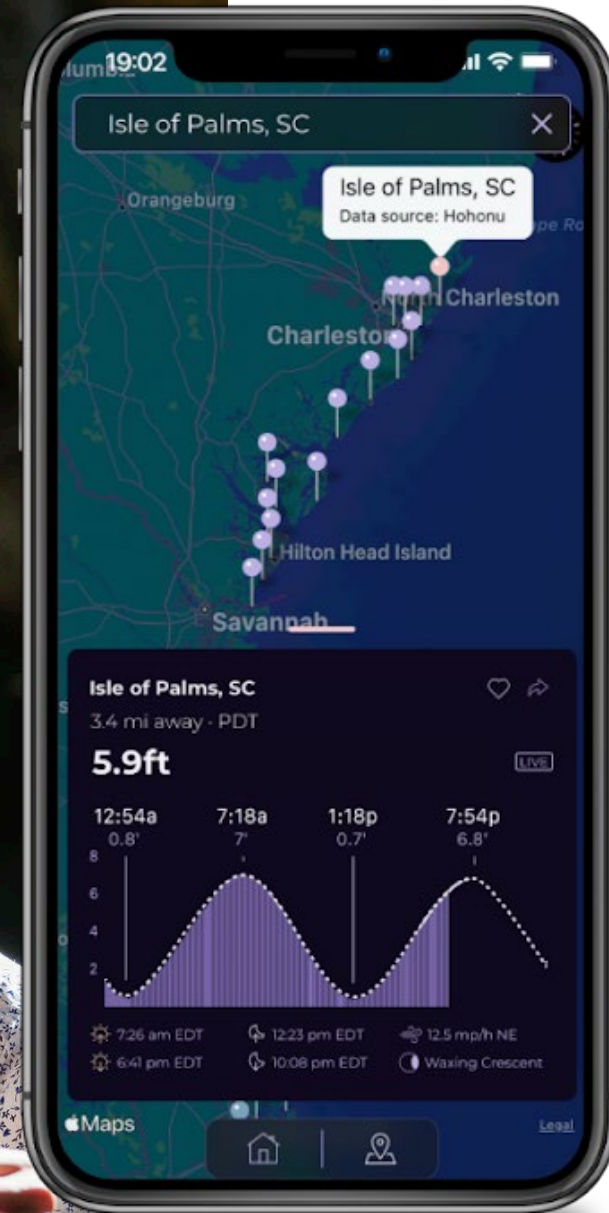 19:02
Isle of Palms, SC
Isle of Palms, SC
Data source: Hohonu
Orangeburg
North Charleston
Charleston
Hilton Head Island
Savannah
Isle of Palms, SC
3.4 mi away · PDT
5.9ft
LIVE
12:54a 7:18a 1:18p 7:54p
0.8' 7' 0.7' 6.8'
8
6
4
2
7:26 am EDT 12:23 pm EDT 12.5 mp/h NE
6:41 pm EDT 10:08 pm EDT Waxing Crescent
Maps
Legal